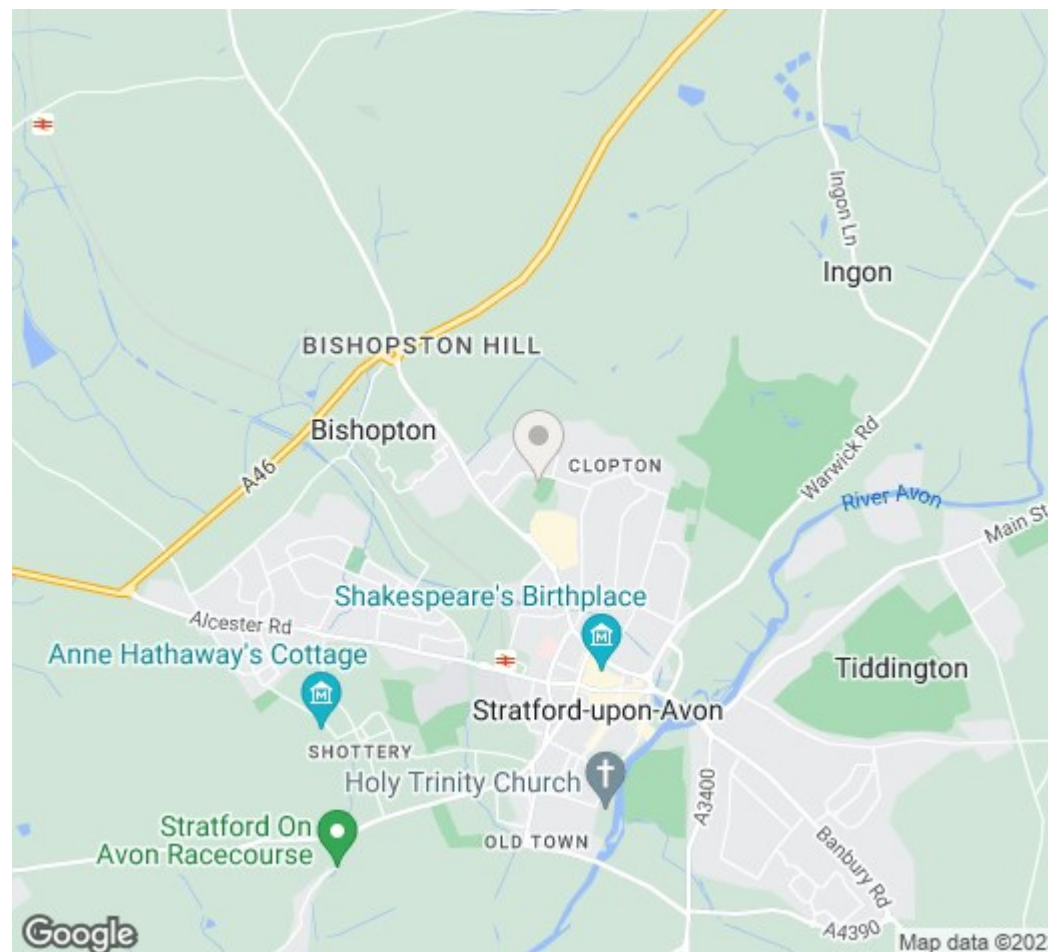 Ingon Ln
Ingon
BISHOPSTON HILL
Bishopton
CLOPTON
A46
Warwick Rd
River Avon
Main St
Shakespeare's Birthplace
Alcester Rd
Anne Hathaway's Cottage
Tiddington
Stratford-upon-Avon
SHOTTERY
Holy Trinity Church
A3400
Stratford On
Avon Racecourse
OLD TOWN
Banbury Rd
A4390
Google
Map data ©202